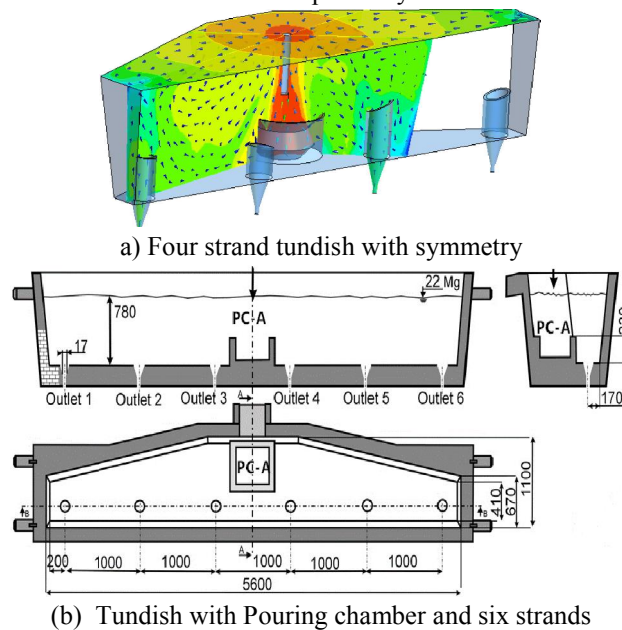 a) Four strand tundish with symmetry
22 Mg
780
PC-A
PC-A
17
Outlet 1 Outlet 2 Outlet 3 Outlet 4 Outlet 5 Outlet 6
A
170
PC-A
1100
670
410
B B
A
200 1000 1000 1000 1000 1000
5600
(b) Tundish with Pouring chamber and six strands